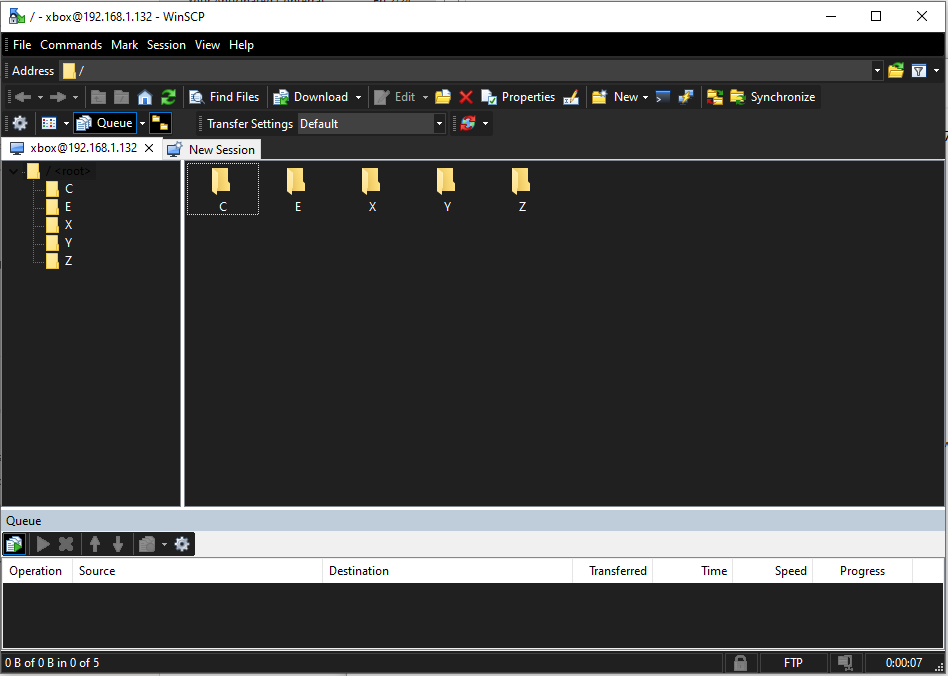 / - xbox@192.168.1.132 - WinSCP
File Commands Mark Session View Help
Address /
Find Files Download Edit Properties New Synchronize
Queue Transfer Settings Default
xbox@192.168.1.132 New Session
/ <root>
C
E
X
Y
Z
C E X Y Z
Queue
Operation Source Destination Transferred Time Speed Progress
0 B of 0 B in 0 of 5 FTP 0:00:07